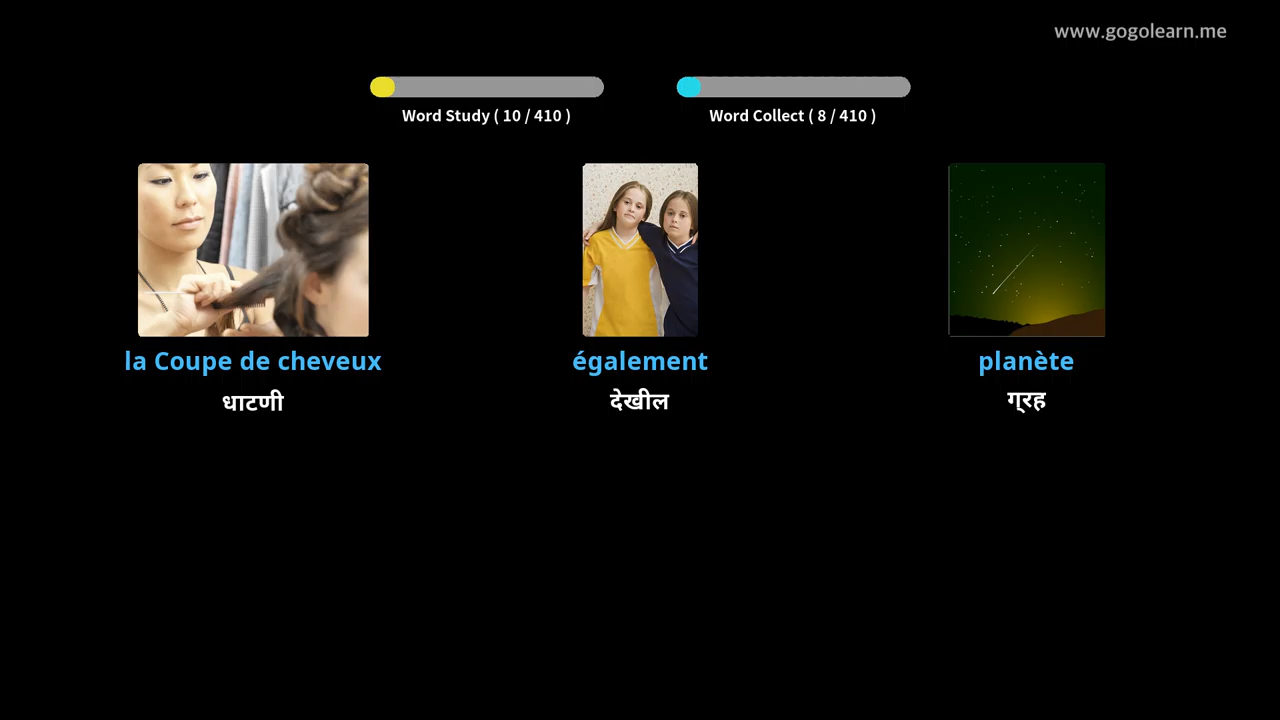 www.gogolearn.me
Word Study ( 10 / 410 )
Word Collect ( 8 / 410 )
la Coupe de cheveux
également
planète
धाटणी
देखील
ग्रह